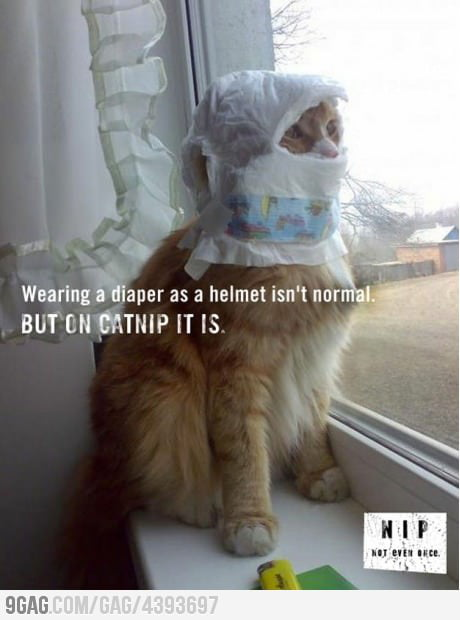 Wearing a diaper as a helmet isn't normal.
BUT ON CATNIP IT IS.
NIP
NOT EVEN ONCE.
9GAG.COM/GAG/4393697